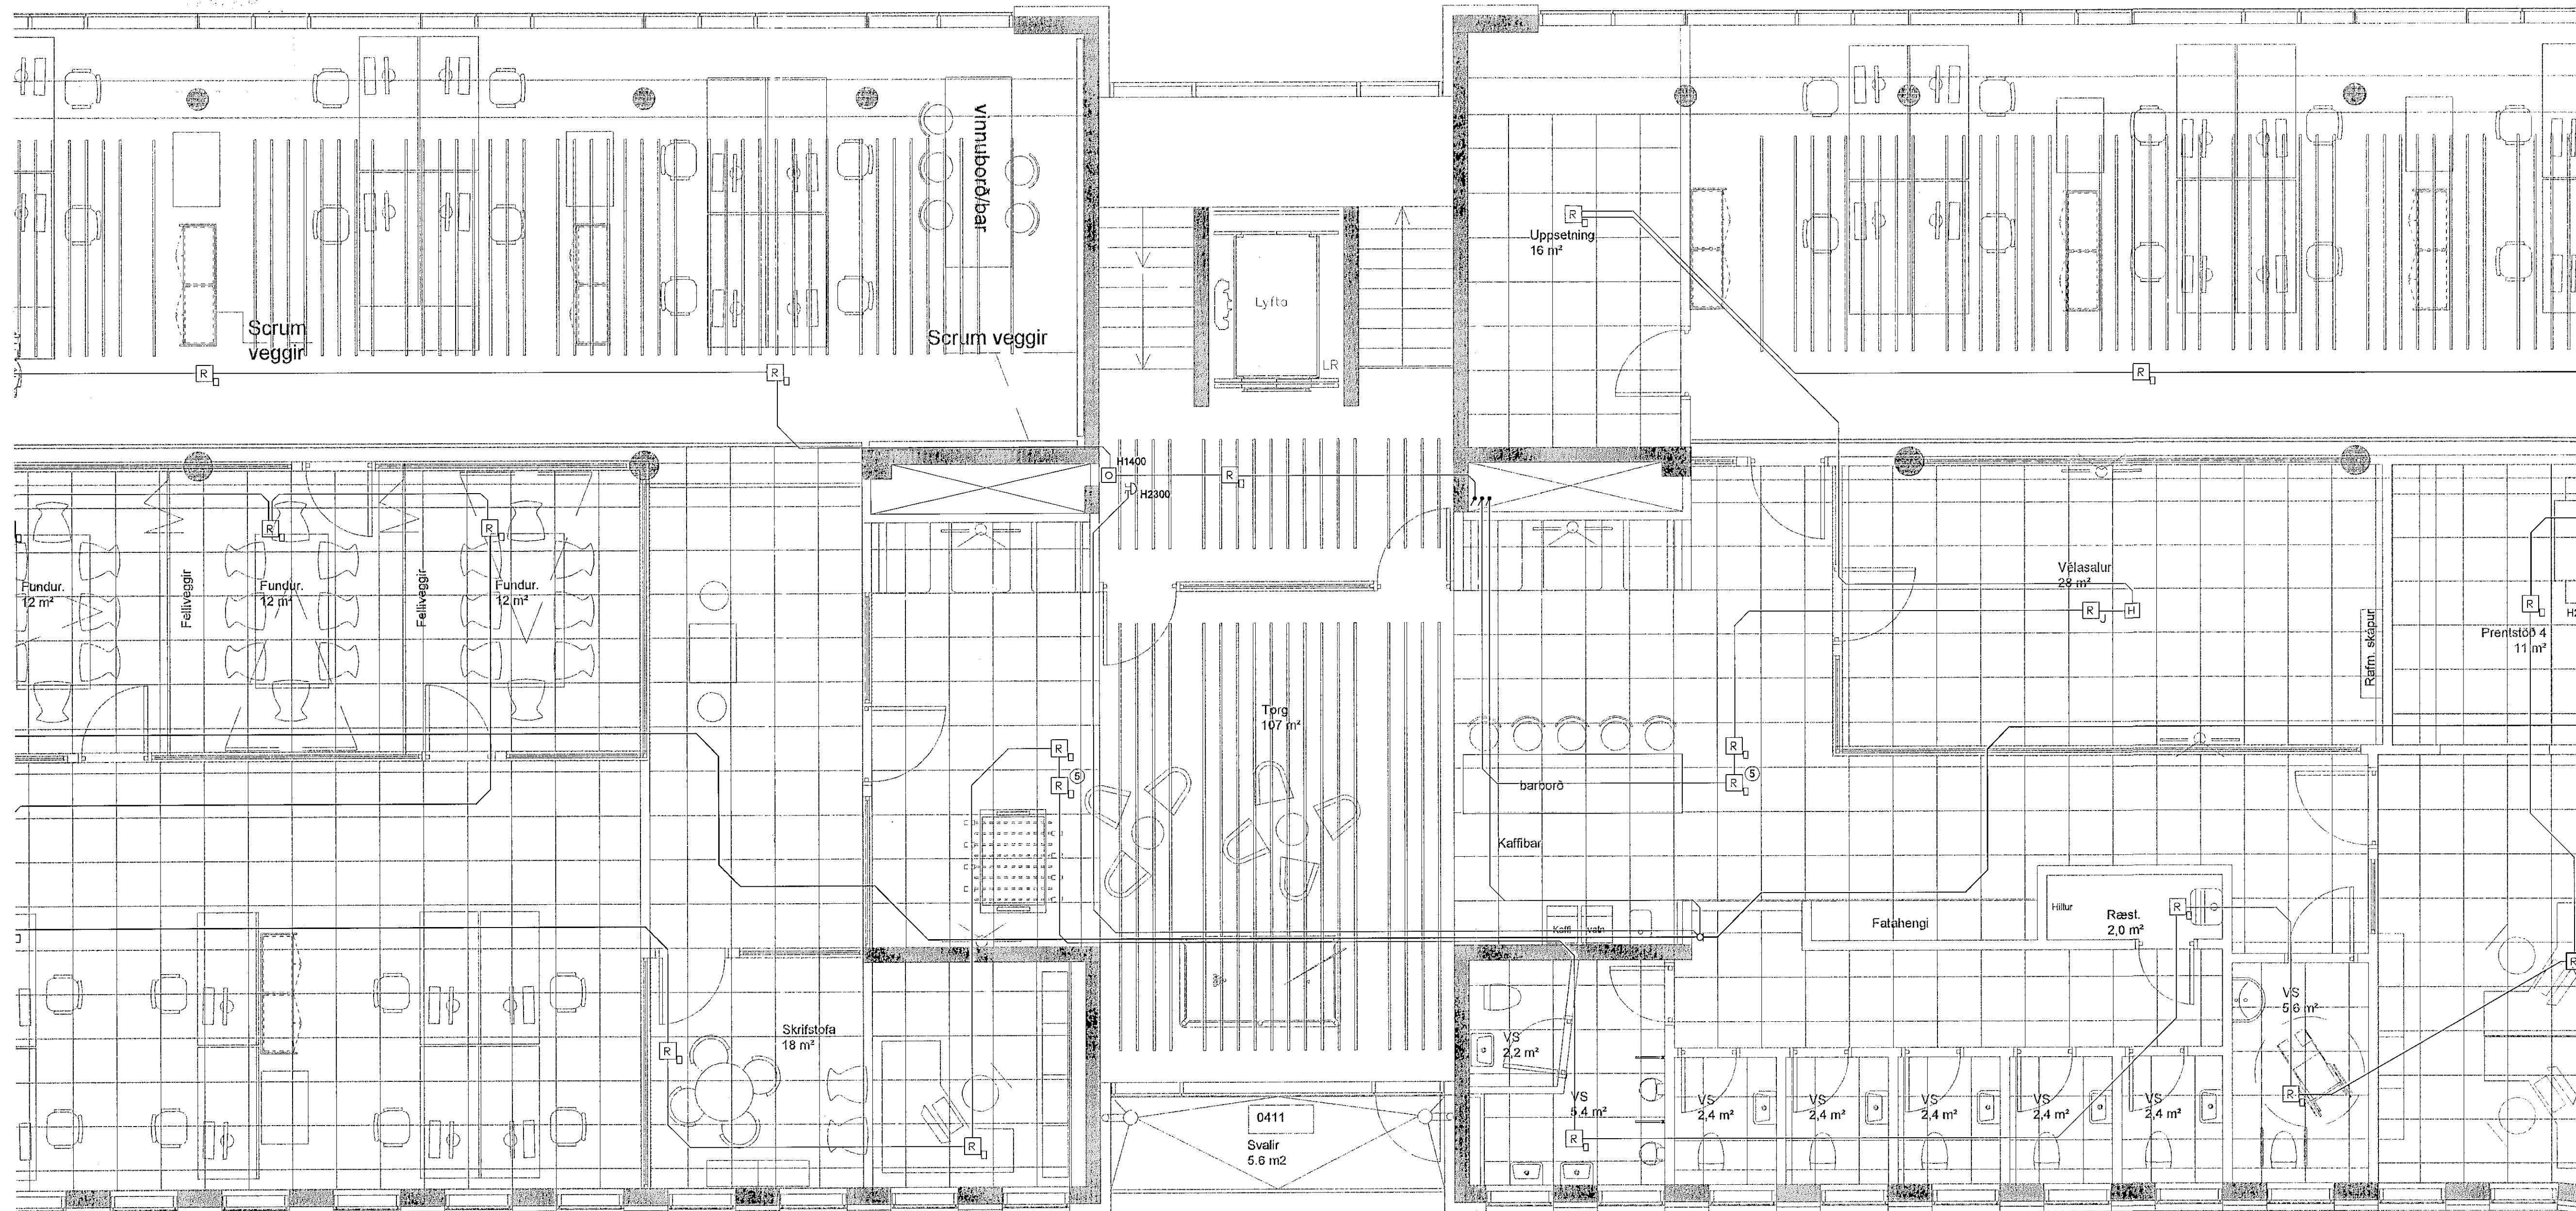 vinnuborð/bar
Scrum
veggir
Scrum veggir
R
R
Lyfta
LR
R
Uppsetning
16 m²
R
H1400
O
R
H2300
R
R
Fundur.
12 m²
Felliveggir
Fundur.
12 m²
Felliveggir
Fundur.
12 m²
Vélasalur
28 m²
R
H
R
Prentstöð 4
11 m²
Rafm. skápur
Torg
107 m²
R
R
5
R
R
5
barborð
Kaffibar
Kaffi
Fatahengi
Hillur
Ræst.
2,0 m²
R
R
Skrifstofa
18 m²
R
R
VS
2,2 m²
VS
5,4 m²
R
VS
2,4 m²
VS
2,4 m²
VS
2,4 m²
VS
2,4 m²
VS
2,4 m²
VS
5,6 m²
R
0411
Svalir
5.6 m2